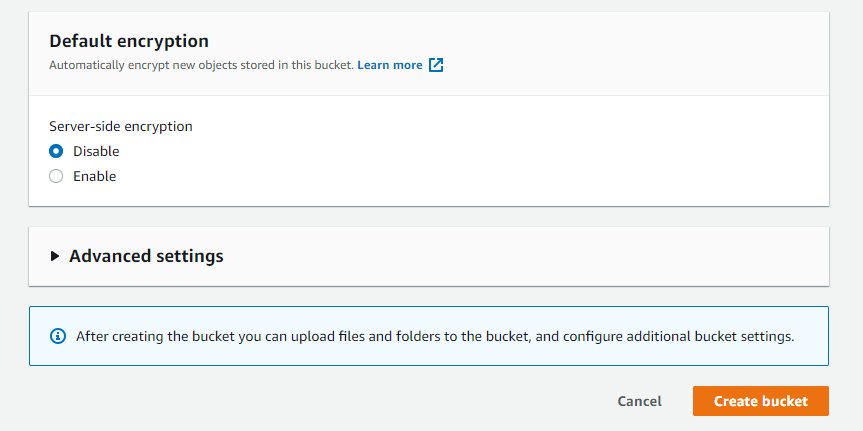 Default encryption
Automatically encrypt new objects stored in this bucket. Learn more
Server-side encryption
Disable
Enable
Advanced settings
After creating the bucket you can upload files and folders to the bucket, and configure additional bucket settings.
Cancel Create bucket